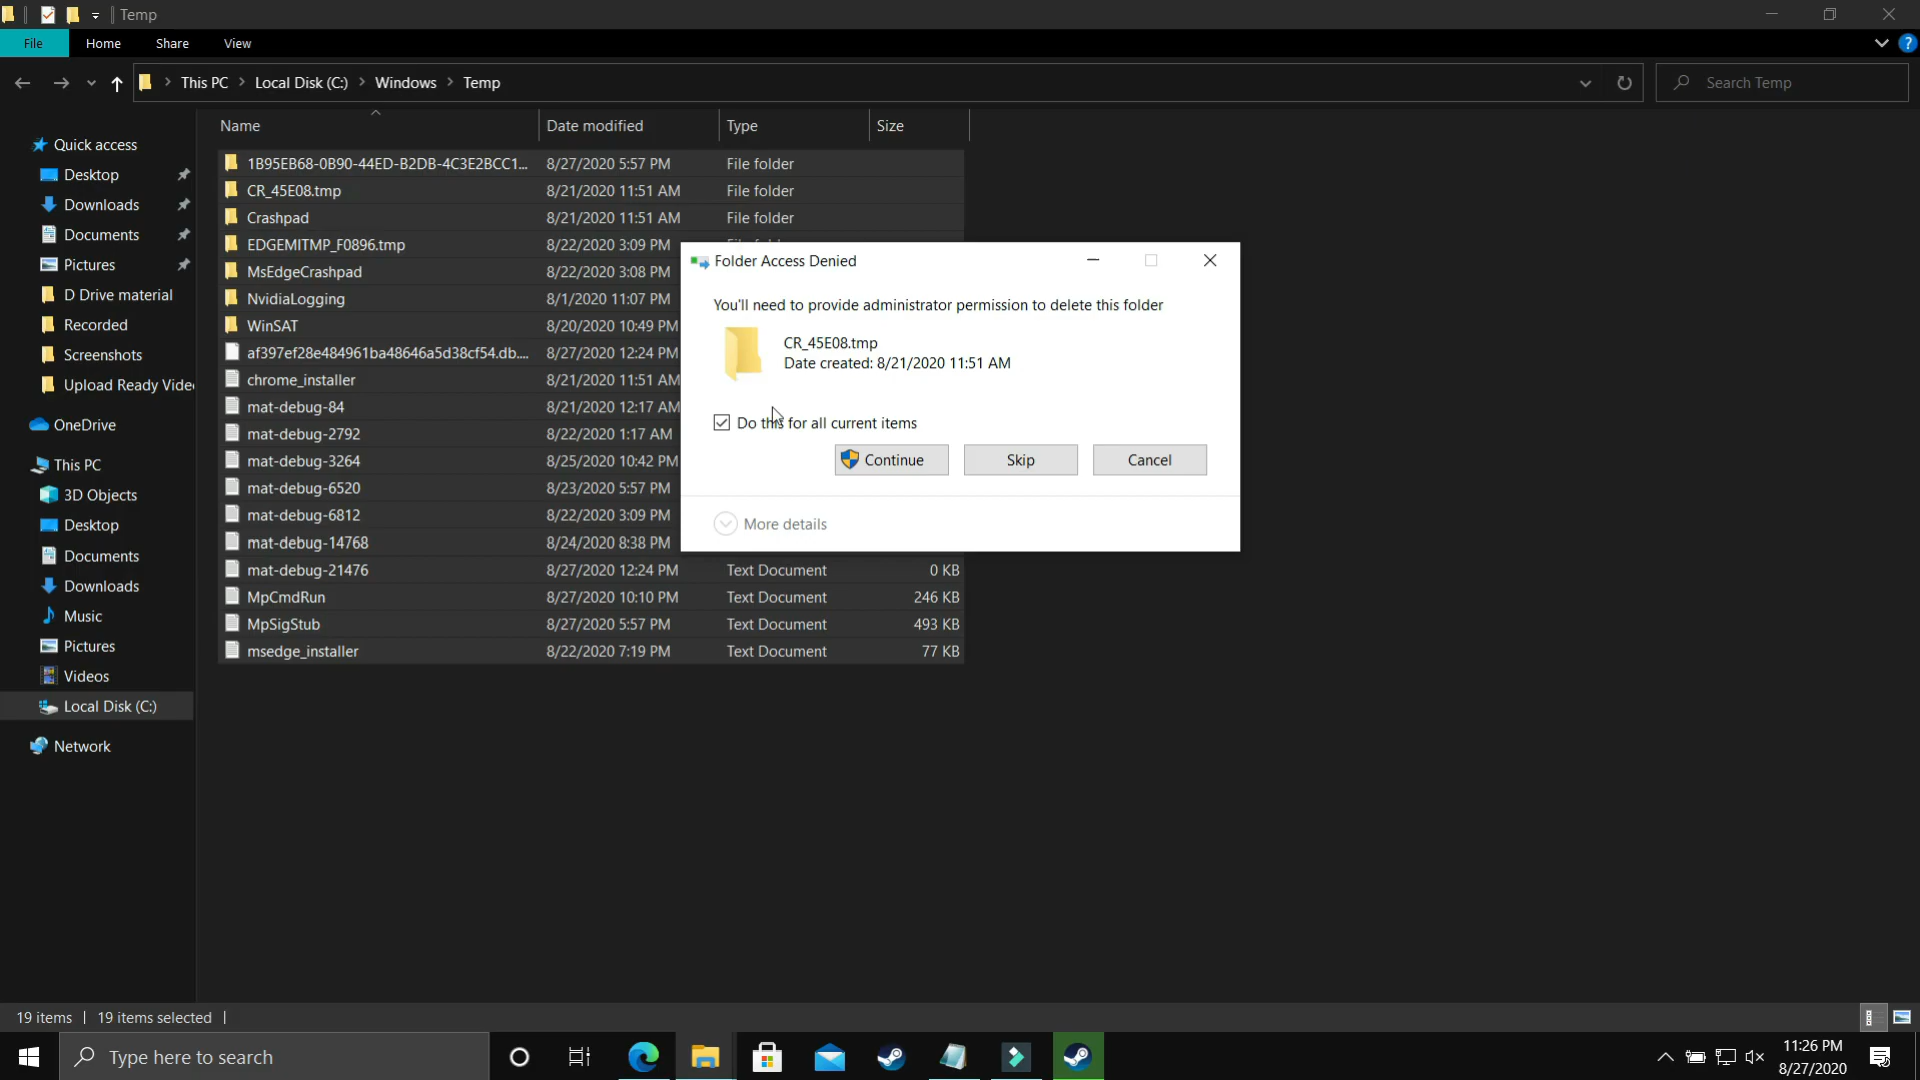 Temp
File Home Share View
This PC Local Disk (C:) Windows Temp Search Temp
Name Date modified Type Size
Quick access
Desktop
Downloads
Documents
Pictures
D Drive material
Recorded
Screenshots
Upload Ready Vide
OneDrive
This PC
3D Objects
Desktop
Documents
Downloads
Music
Pictures
Videos
Local Disk (C:)
Network
1B95EB68-0B90-44ED-B2DB-4C3E2BCC1... 8/27/2020 5:57 PM File folder
CR_45E08.tmp 8/21/2020 11:51 AM File folder
Crashpad 8/21/2020 11:51 AM File folder
EDGEMITMP_F0896.tmp 8/22/2020 3:09 PM
MsEdgeCrashpad 8/22/2020 3:08 PM
NvidiaLogging 8/1/2020 11:07 PM
WinSAT 8/20/2020 10:49 PM
af397ef28e484961ba48646a5d38cf54.db.... 8/27/2020 12:24 PM
chrome_installer 8/21/2020 11:51 AM
mat-debug-84 8/21/2020 12:17 AM
mat-debug-2792 8/22/2020 1:17 AM
mat-debug-3264 8/25/2020 10:42 PM
mat-debug-6520 8/23/2020 5:57 PM
mat-debug-6812 8/22/2020 3:09 PM
mat-debug-14768 8/24/2020 8:38 PM
mat-debug-21476 8/27/2020 12:24 PM Text Document 0 KB
MpCmdRun 8/27/2020 10:10 PM Text Document 246 KB
MpSigStub 8/27/2020 5:57 PM Text Document 493 KB
msedge_installer 8/22/2020 7:19 PM Text Document 77 KB
Folder Access Denied
You'll need to provide administrator permission to delete this folder
CR_45E08.tmp
Date created: 8/21/2020 11:51 AM
Do this for all current items
Continue Skip Cancel
More details
19 items 19 items selected
Type here to search
11:26 PM
8/27/2020